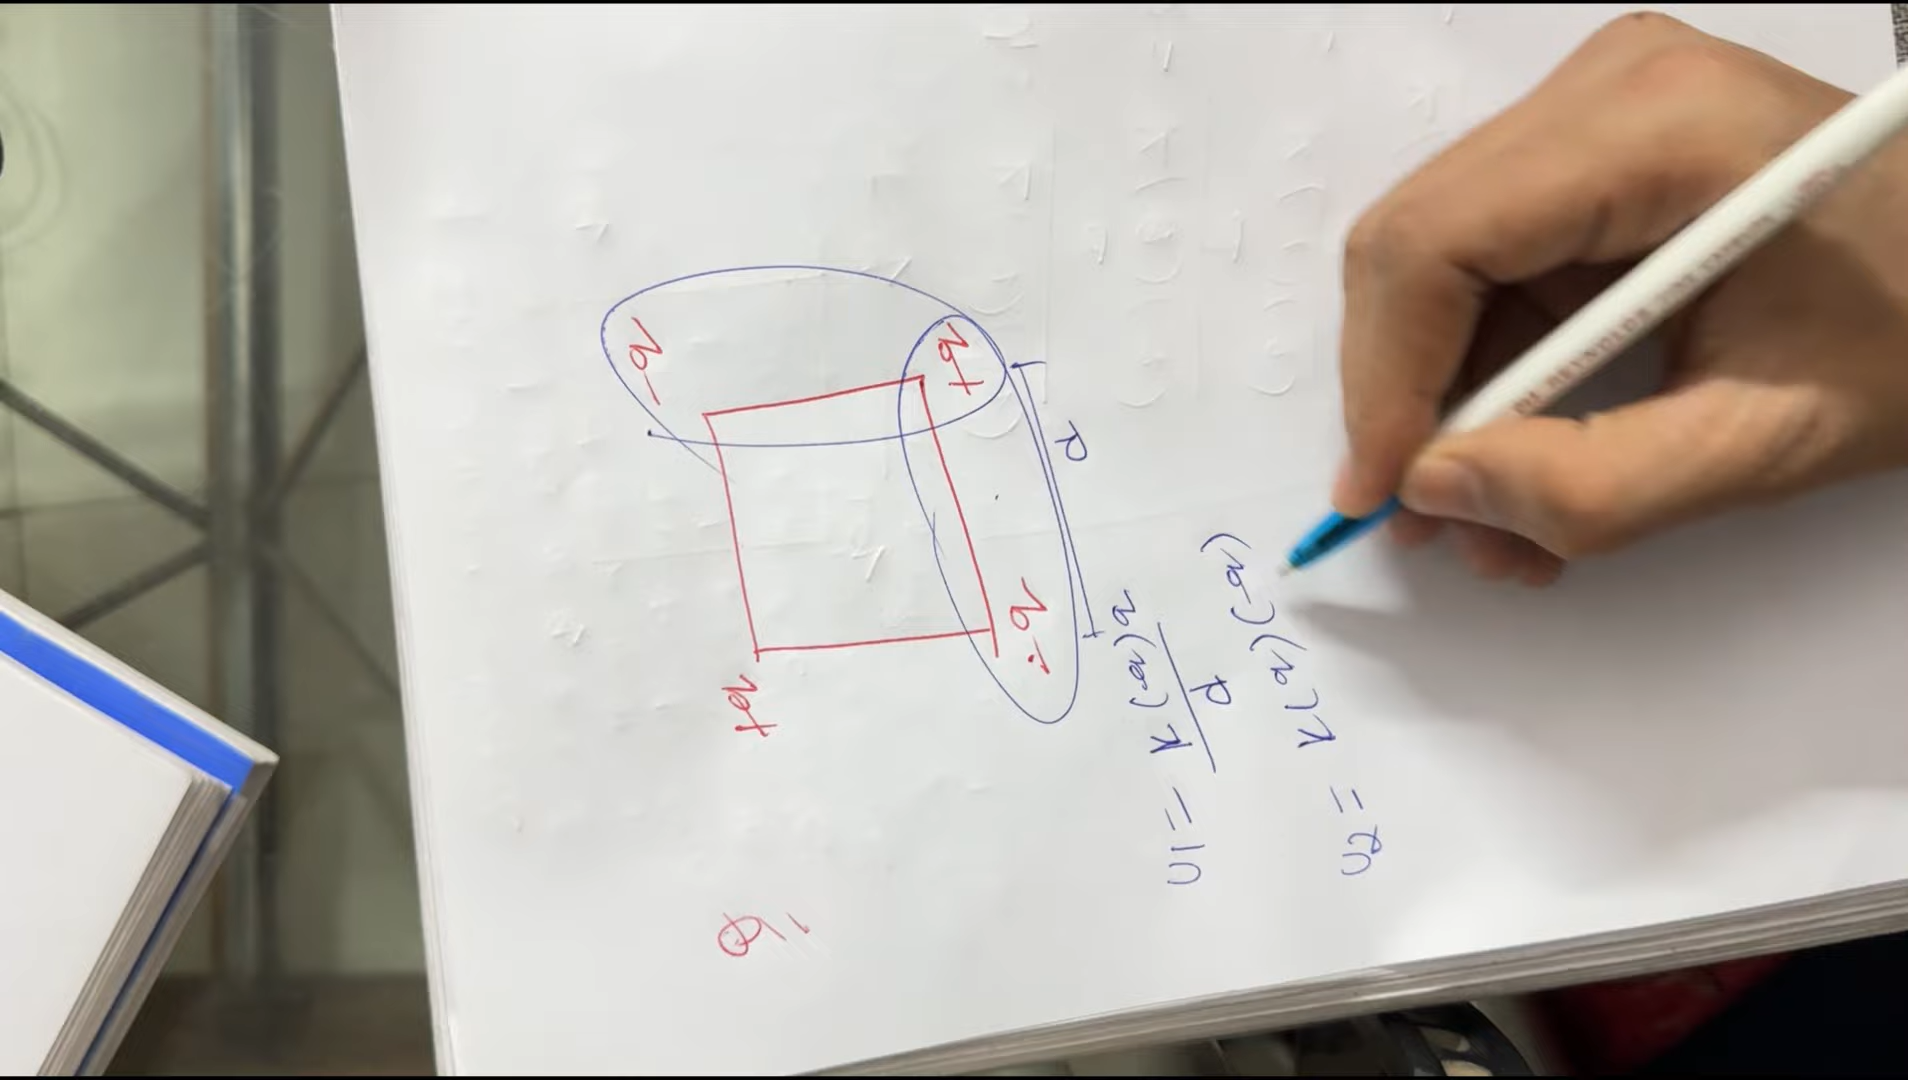 Q1
+q
-q
-q
+q
d
U1 = K(-q)q
d
U2 = K(q)(-q)